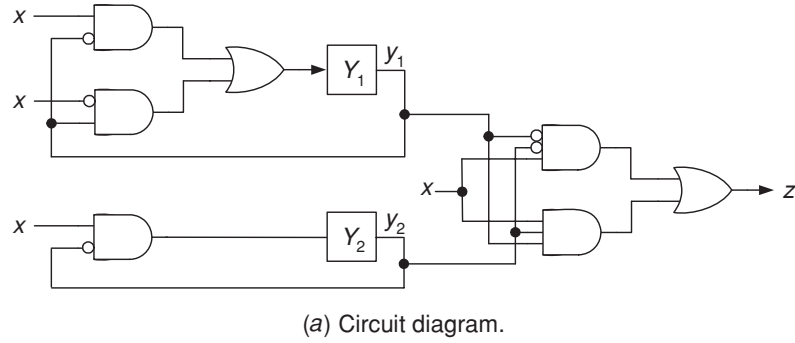 x
x
Y1
y1
x
z
x
Y2
y2
(a) Circuit diagram.